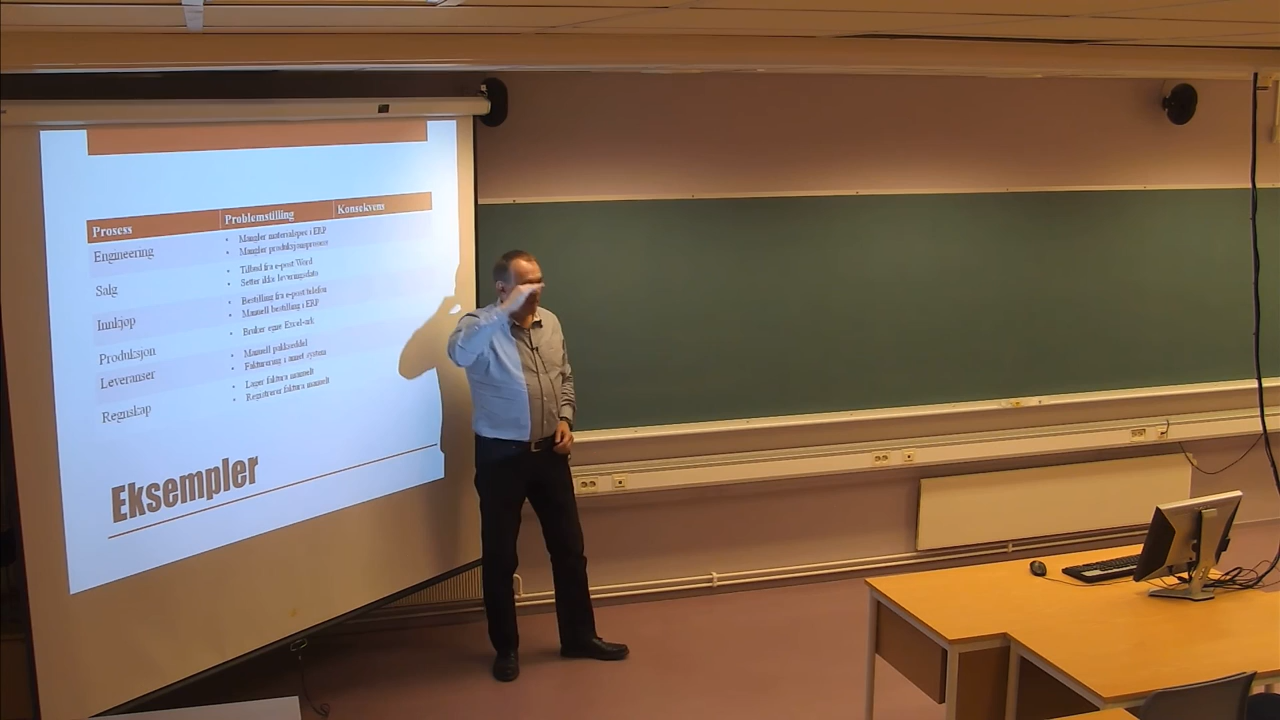 Prosess Problemstilling Konsekvens
Engineering
• Mangler materialspec i ERP
• Mangler produksjonsprosess
Salg
• Tilbud fra e-post Word
• Setter ikke leveringsdato
Innkjøp
• Bestilling fra e-post telefon
• Manuell bestilling i ERP
Produksjon
• Bruker egne Excel-ark
Leveranser
• Manuell pakkseddel
• Fakturering i annet system
Regnskap
• Lager faktura manuelt
• Registrerer faktura manuelt
Eksempler